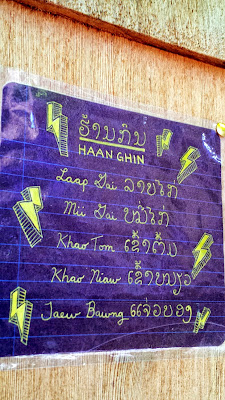 ຮ້ານກິນ
HAAN GHIN
Laap Gai ລາບໄກ່
Mii Gai ໝີ່ໄກ່
Khao Tom ເຂົ້າຕົ້ມ
Khao Niaw ເຂົ້າໜຽວ
Jaew Bawng ແຈ່ວບອງ